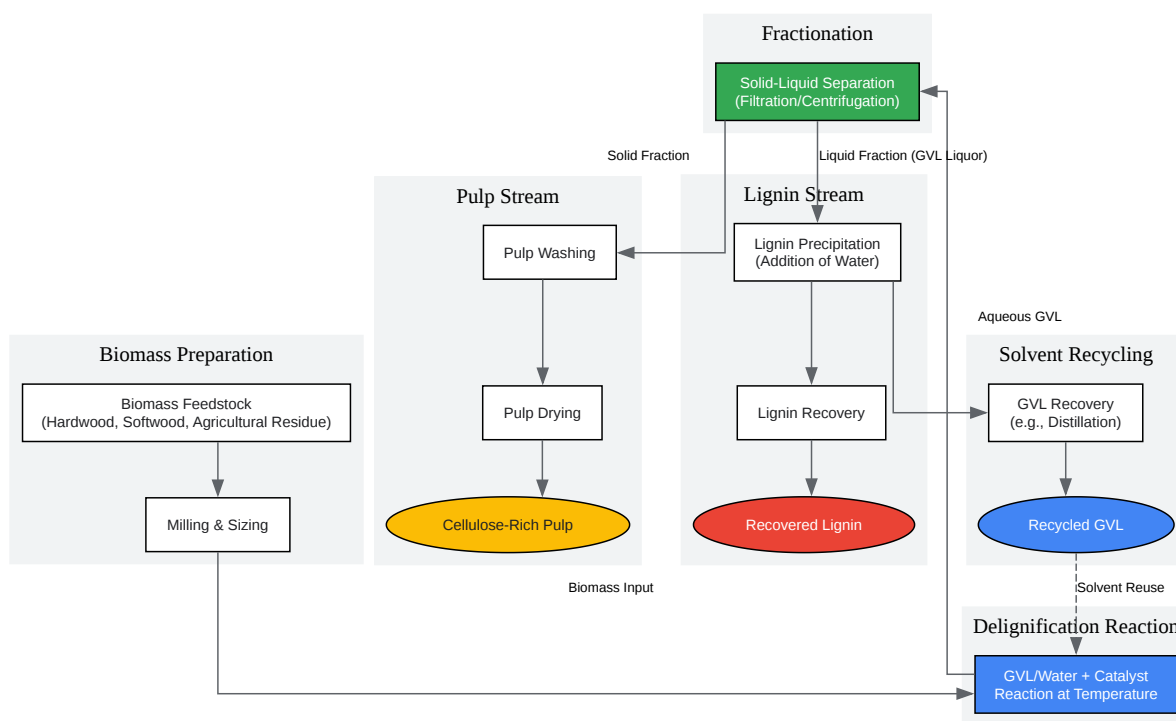 Fractionation
Solid-Liquid Separation
(Filtration/Centrifugation)
Solid Fraction
Liquid Fraction (GVL Liquor)
Pulp Stream
Pulp Washing
Pulp Drying
Cellulose-Rich Pulp
Lignin Stream
Lignin Precipitation
(Addition of Water)
Lignin Recovery
Recovered Lignin
Aqueous GVL
Biomass Preparation
Biomass Feedstock
(Hardwood, Softwood, Agricultural Residue)
Milling & Sizing
Solvent Recycling
GVL Recovery
(e.g., Distillation)
Recycled GVL
Biomass Input
Solvent Reuse
Delignification Reaction
GVL/Water + Catalyst
Reaction at Temperature